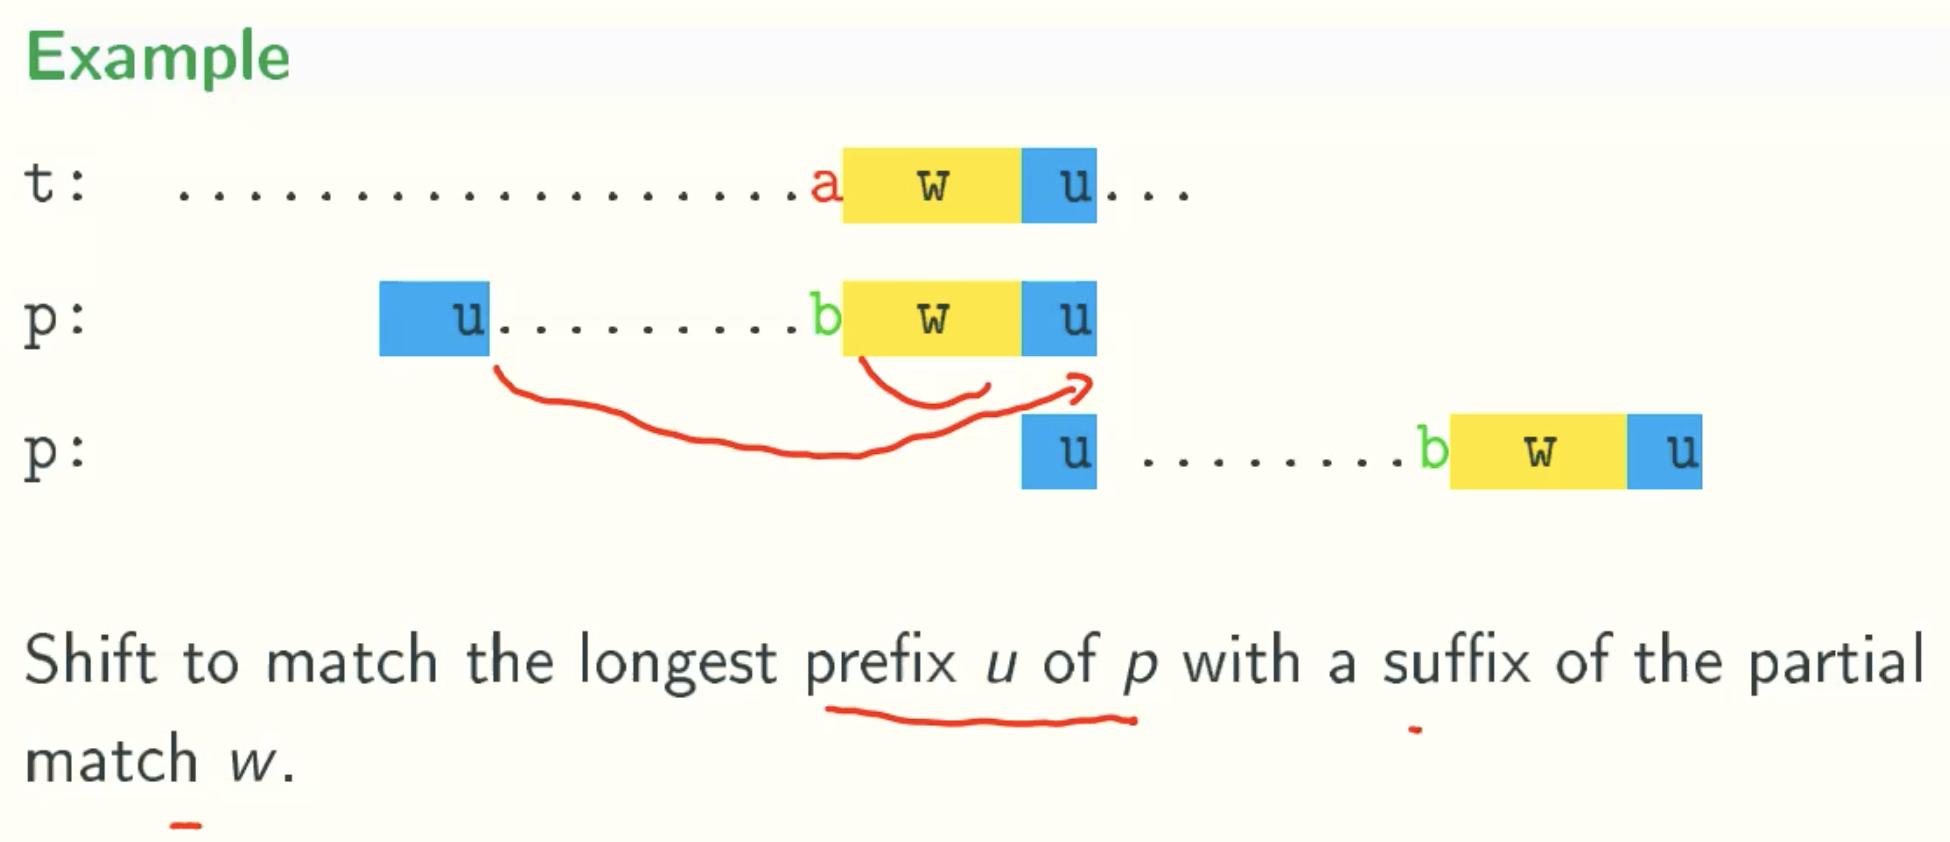 Example
t: ..................a w u...
p: u.........b w u
p: u ........b w u
Shift to match the longest prefix u of p with a suffix of the partial
match w.